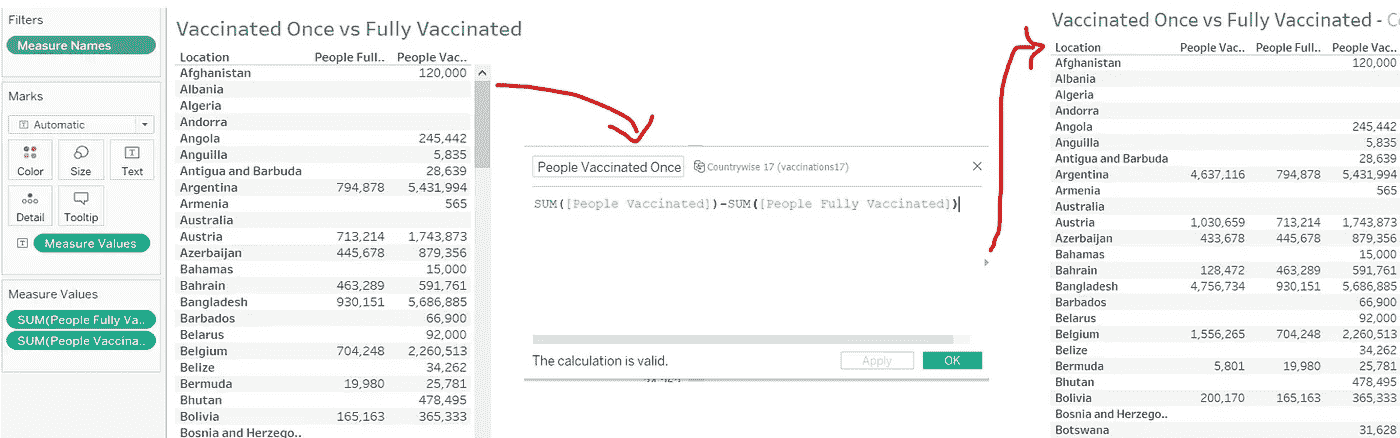 Filters
Measure Names
Marks
Automatic
Color Size Text
Detail Tooltip
Measure Values
Measure Values
SUM(People Fully Va..
SUM(People Vaccina..
Vaccinated Once vs Fully Vaccinated
Location People Full.. People Vac..
Afghanistan 120,000
Albania
Algeria
Andorra
Angola 245,442
Anguilla 5,835
Antigua and Barbuda 28,639
Argentina 794,878 5,431,994
Armenia 565
Australia
Austria 713,214 1,743,873
Azerbaijan 445,678 879,356
Bahamas 15,000
Bahrain 463,289 591,761
Bangladesh 930,151 5,686,885
Barbados 66,900
Belarus 92,000
Belgium 704,248 2,260,513
Belize 34,262
Bermuda 19,980 25,781
Bhutan 478,495
Bolivia 165,163 365,333
Bosnia and Herzego..
People Vaccinated Once Countrywise 17 (vaccinations17)
SUM([People Vaccinated])-SUM([People Fully Vaccinated])
The calculation is valid. Apply OK
Vaccinated Once vs Fully Vaccinated -
Location People Vac.. People Full.. People Vac..
Afghanistan 120,000
Albania
Algeria
Andorra
Angola 245,442
Anguilla 5,835
Antigua and Barbuda 28,639
Argentina 4,637,116 794,878 5,431,994
Armenia 565
Australia
Austria 1,030,659 713,214 1,743,873
Azerbaijan 433,678 445,678 879,356
Bahamas 15,000
Bahrain 128,472 463,289 591,761
Bangladesh 4,756,734 930,151 5,686,885
Barbados 66,900
Belarus 92,000
Belgium 1,556,265 704,248 2,260,513
Belize 34,262
Bermuda 5,801 19,980 25,781
Bhutan 478,495
Bolivia 200,170 165,163 365,333
Bosnia and Herzego..
Botswana 31,628